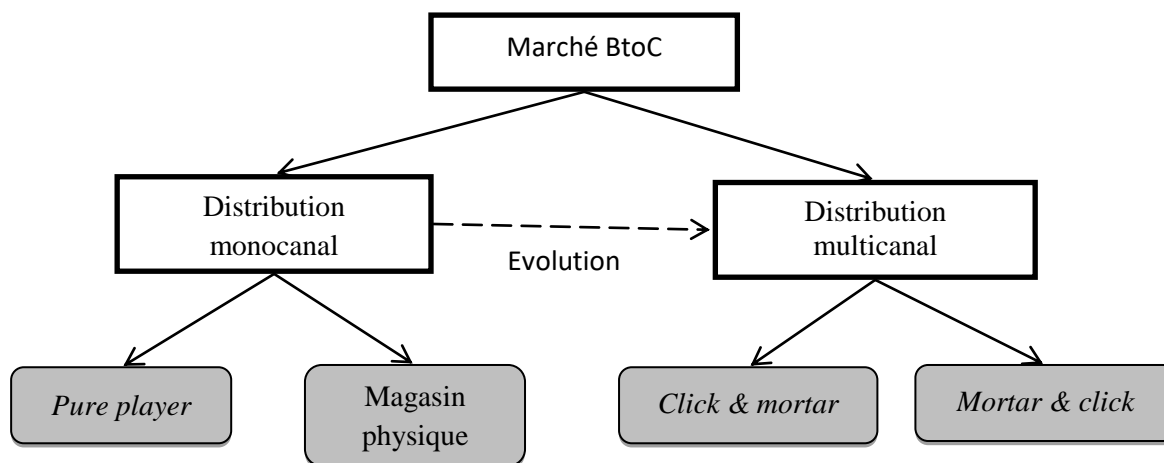 Marché BtoC
Distribution
monocanal
Evolution
Distribution
multicanal
Pure player
Magasin
physique
Click & mortar
Mortar & click